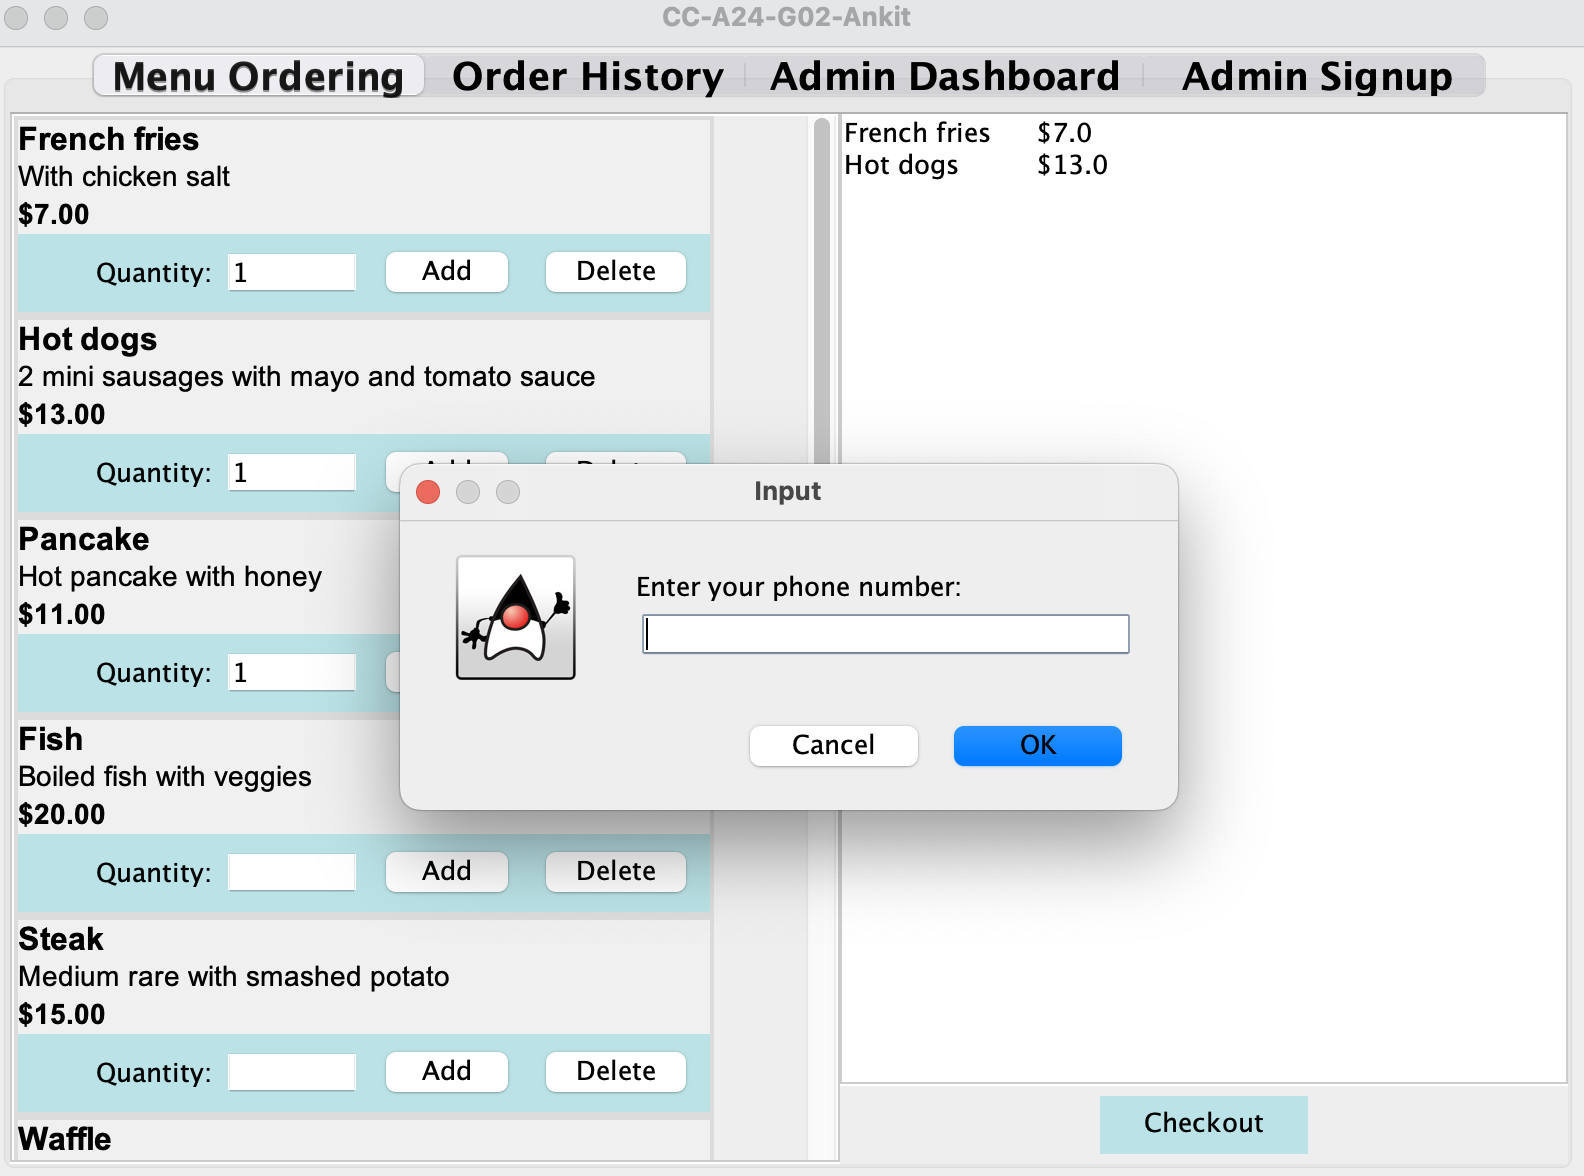 CC-A24-G02-Ankit
Menu Ordering
Order History
Admin Dashboard
Admin Signup
French fries
With chicken salt
$7.00
Quantity: 1 Add Delete
Hot dogs
2 mini sausages with mayo and tomato sauce
$13.00
Quantity: 1
Pancake
Hot pancake with honey
$11.00
Quantity: 1
Fish
Boiled fish with veggies
$20.00
Quantity: Add Delete
Steak
Medium rare with smashed potato
$15.00
Quantity: Add Delete
Waffle
French fries $7.0
Hot dogs $13.0
Checkout
Input
Enter your phone number:
Cancel
OK